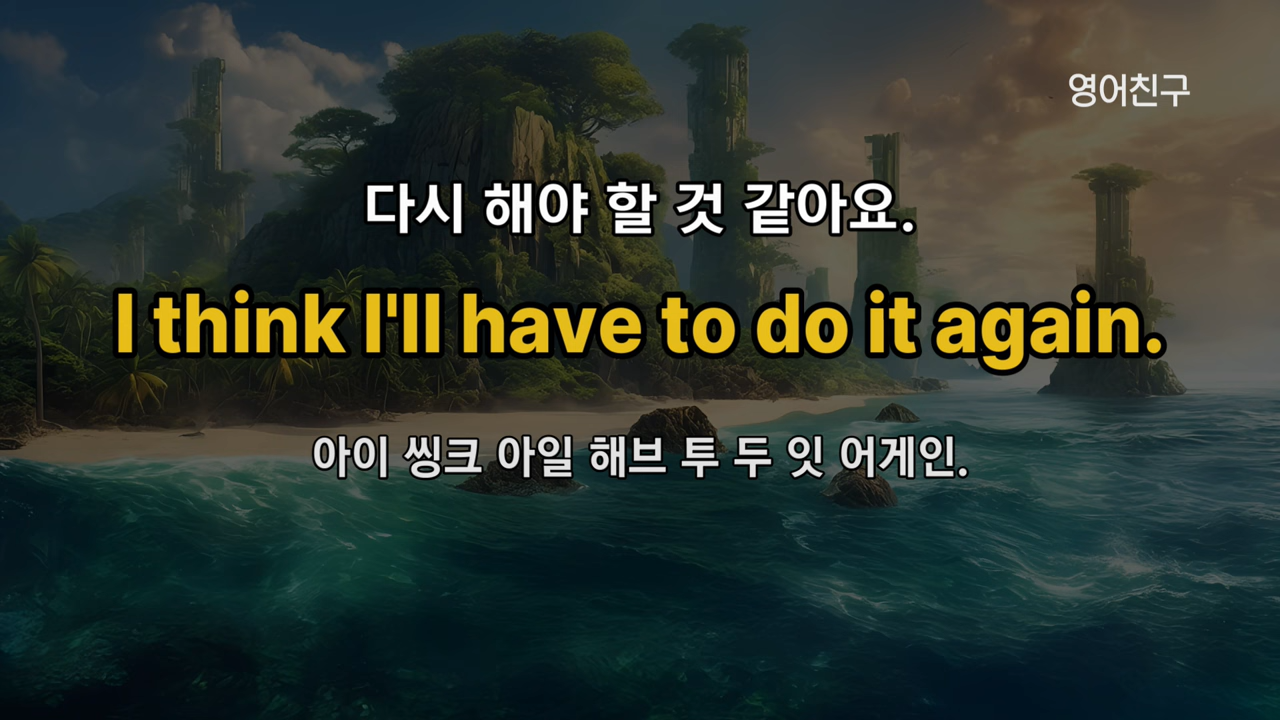 영어친구
다시 해야 할 것 같아요.
I think I'll have to do it again.
아이 씽크 아일 해브 투 두 잇 어게인.